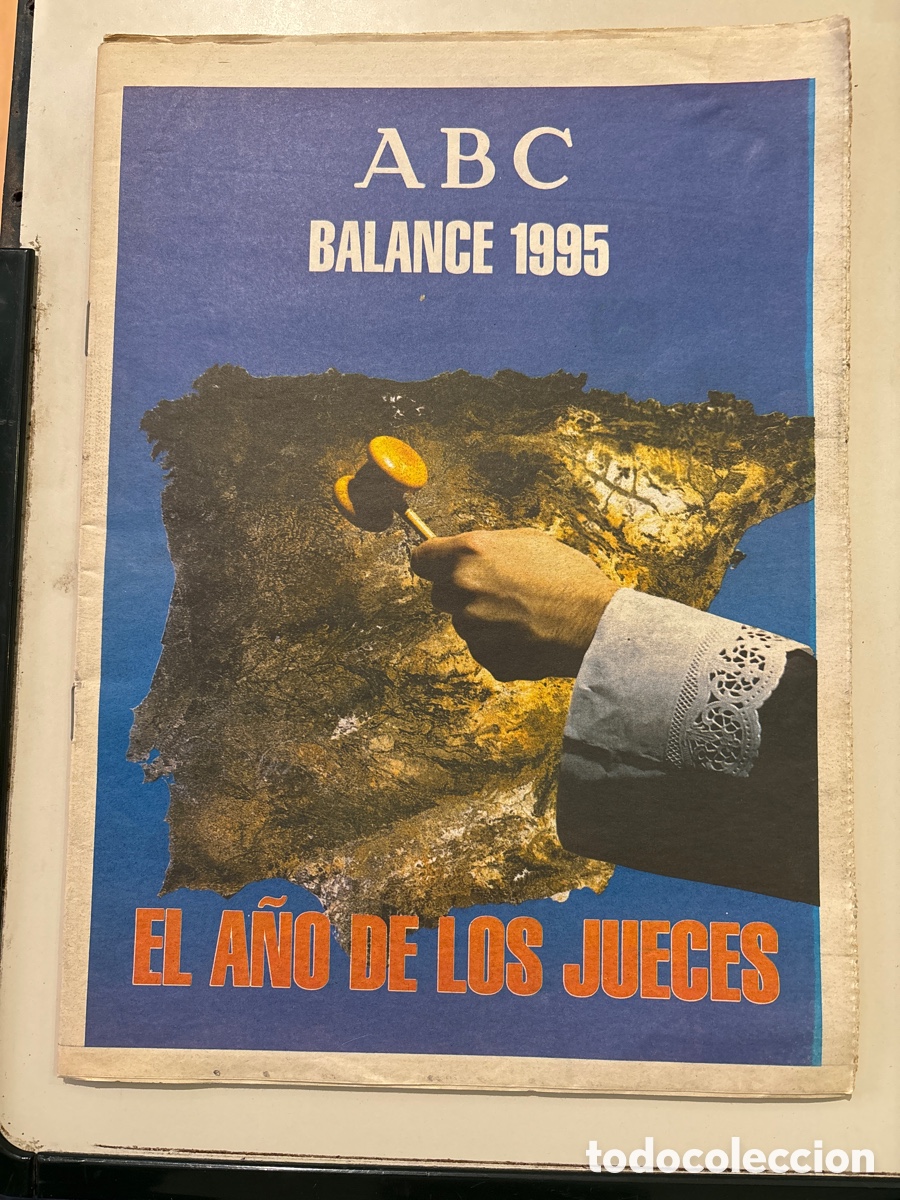 ABC
BALANCE 1995
EL AÑO DE LOS JUECES
todocoleccion